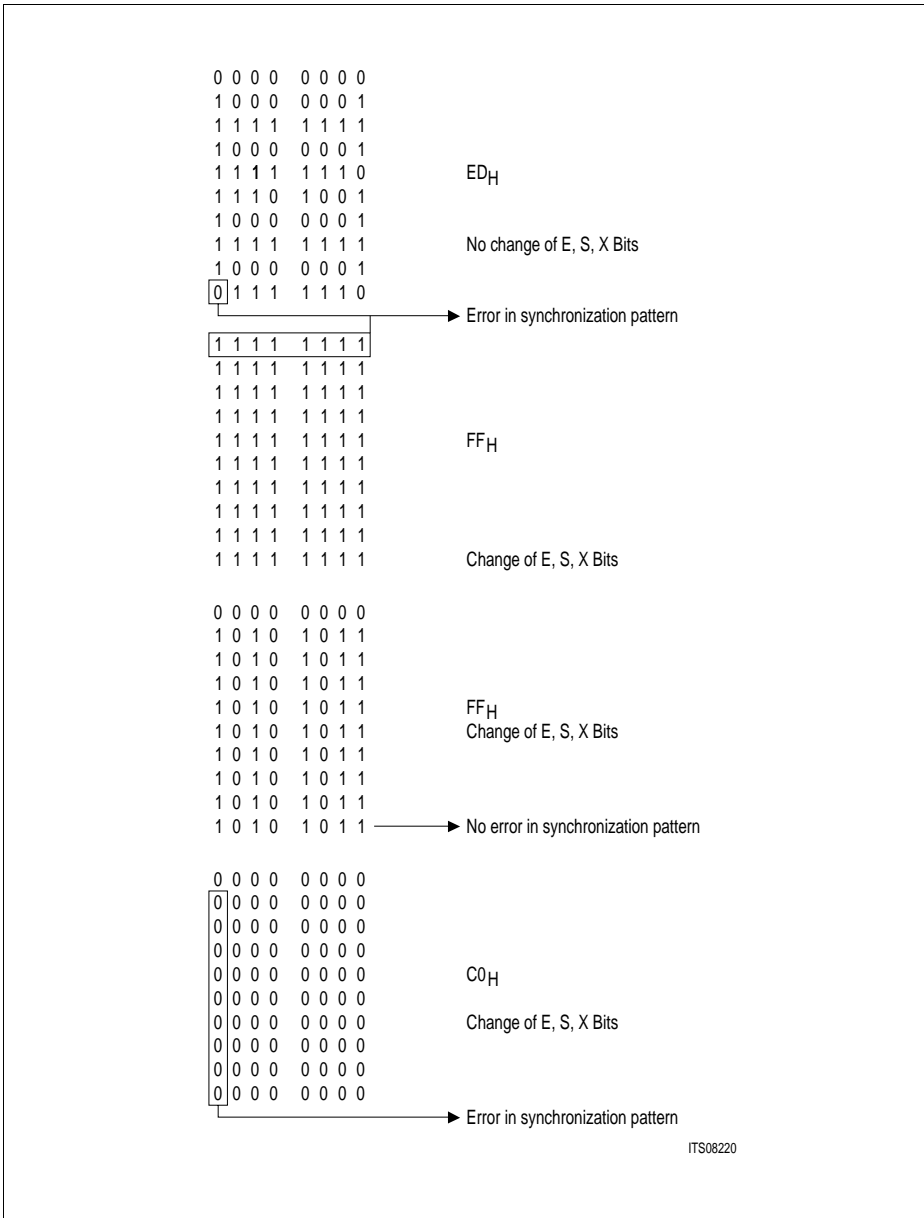 0 0 0 0 0 0 0 0
1 0 0 0 0 0 0 1
1 1 1 1 1 1 1 1
1 0 0 0 0 0 0 1
1 1 1 1 1 1 1 0 EDH
1 1 1 0 1 0 0 1
1 0 0 0 0 0 0 1
1 1 1 1 1 1 1 1 No change of E, S, X Bits
1 0 0 0 0 0 0 1
0 1 1 1 1 1 1 0
Error in synchronization pattern
1 1 1 1 1 1 1 1
1 1 1 1 1 1 1 1
1 1 1 1 1 1 1 1
1 1 1 1 1 1 1 1
1 1 1 1 1 1 1 1 FFH
1 1 1 1 1 1 1 1
1 1 1 1 1 1 1 1
1 1 1 1 1 1 1 1
1 1 1 1 1 1 1 1
1 1 1 1 1 1 1 1 Change of E, S, X Bits
0 0 0 0 0 0 0 0
1 0 1 0 1 0 1 1
1 0 1 0 1 0 1 1
1 0 1 0 1 0 1 1
1 0 1 0 1 0 1 1 FFH
1 0 1 0 1 0 1 1 Change of E, S, X Bits
1 0 1 0 1 0 1 1
1 0 1 0 1 0 1 1
1 0 1 0 1 0 1 1
1 0 1 0 1 0 1 1 No error in synchronization pattern
0 0 0 0 0 0 0 0
0 0 0 0 0 0 0 0
0 0 0 0 0 0 0 0
0 0 0 0 0 0 0 0
0 0 0 0 0 0 0 0 C0H
0 0 0 0 0 0 0 0
0 0 0 0 0 0 0 0 Change of E, S, X Bits
0 0 0 0 0 0 0 0
0 0 0 0 0 0 0 0
0 0 0 0 0 0 0 0
Error in synchronization pattern
ITS08220